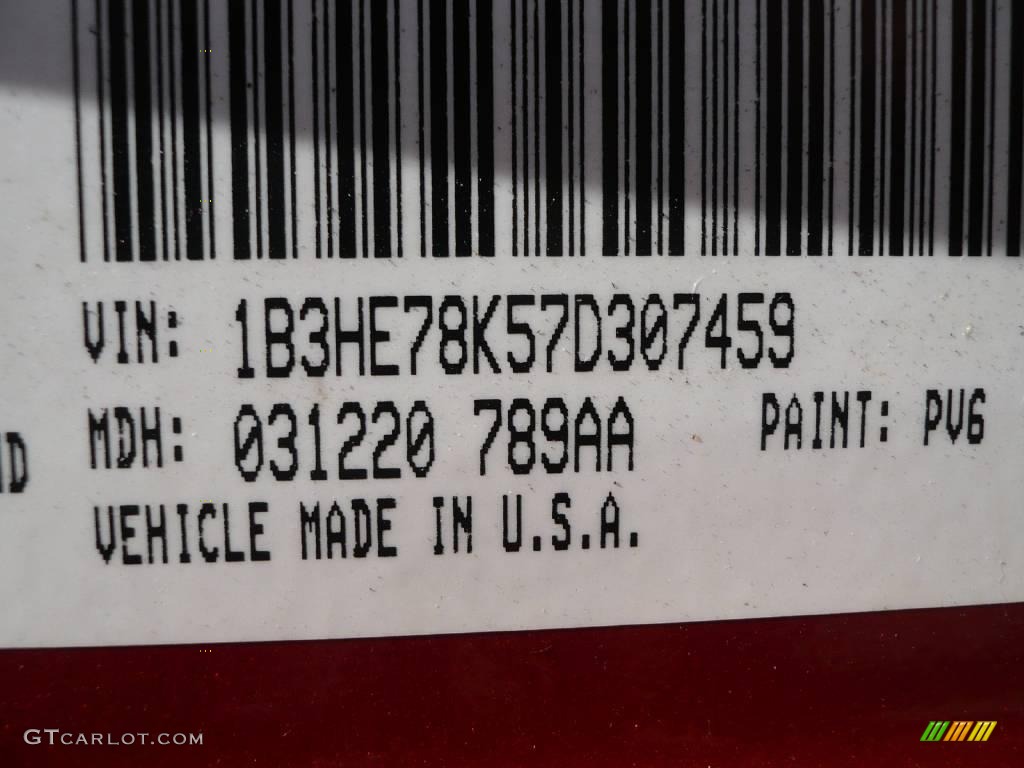 VIN: 1B3HE78K57D307459
MDH: 031220 789AA PAINT: PV6
VEHICLE MADE IN U.S.A.
GTCARLOT.COM